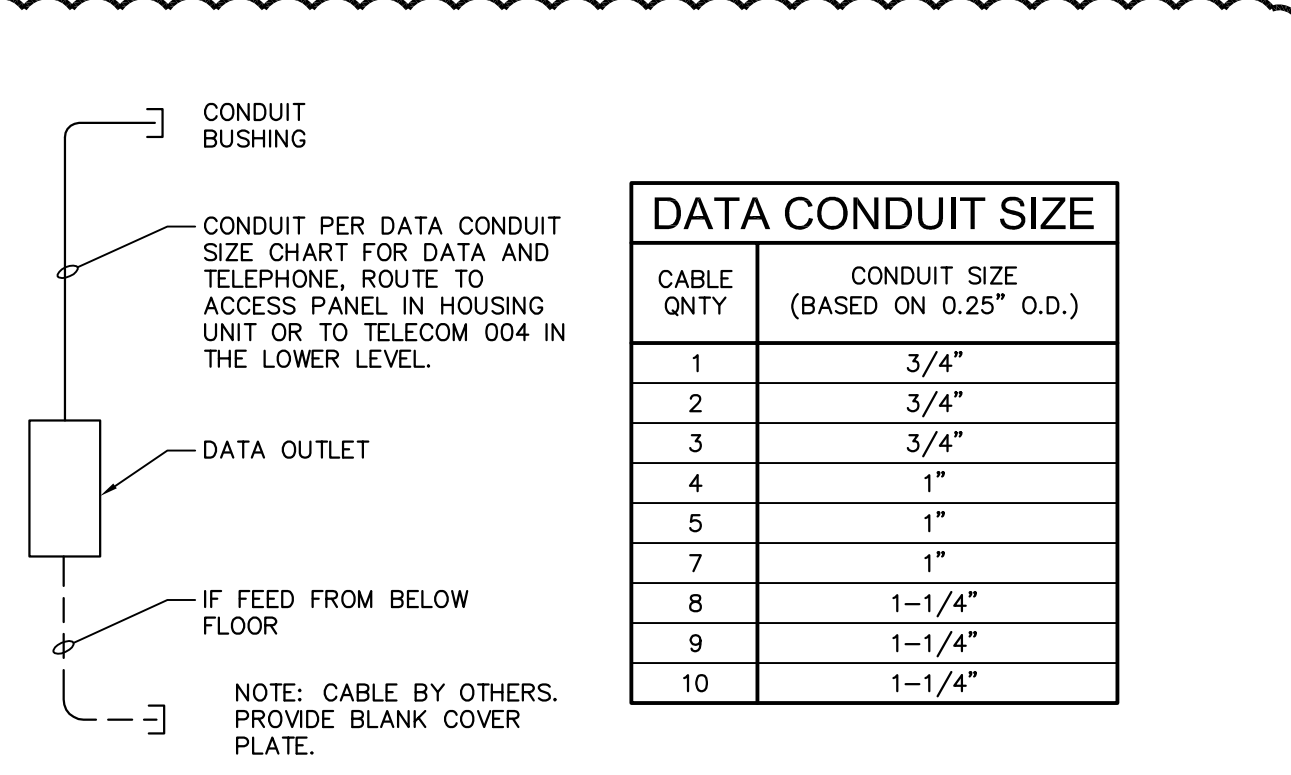 CONDUIT
BUSHING
CONDUIT PER DATA CONDUIT
SIZE CHART FOR DATA AND
TELEPHONE, ROUTE TO
ACCESS PANEL IN HOUSING
UNIT OR TO TELECOM 004 IN
THE LOWER LEVEL.
DATA OUTLET
IF FEED FROM BELOW
FLOOR
NOTE: CABLE BY OTHERS.
PROVIDE BLANK COVER
PLATE.
DATA CONDUIT SIZE
CABLE QNTY CONDUIT SIZE (BASED ON 0.25" O.D.)
1 3/4"
2 3/4"
3 3/4"
4 1"
5 1"
7 1"
8 1-1/4"
9 1-1/4"
10 1-1/4"